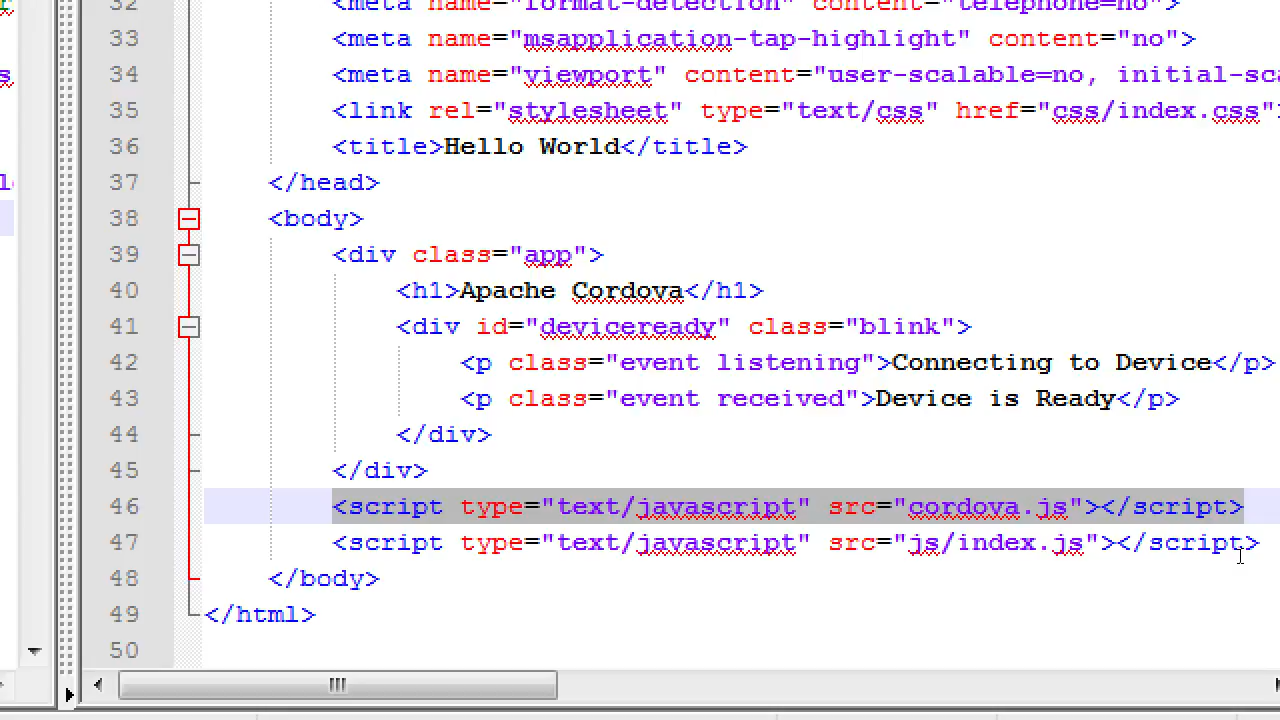 32 <meta name="format-detection" content="telephone=no">
33 <meta name="msapplication-tap-highlight" content="no">
34 <meta name="viewport" content="user-scalable=no,
35 <link rel="stylesheet" type="text/css" href="css/index.css"
36 <title>Hello World</title>
37 </head>
38 <body>
39 <div class="app">
40 <h1>Apache Cordova</h1>
41 <div id="deviceready" class="blink">
42 <p class="event listening">Connecting to Device</p>
43 <p class="event received">Device is Ready</p>
44 </div>
45 </div>
46 <script type="text/javascript" src="cordova.js"></script>
47 <script type="text/javascript" src="js/index.js"></script>
48 </body>
49 </html>
50